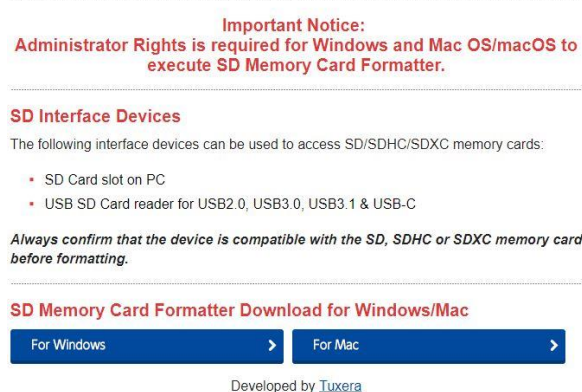 Important Notice:
Administrator Rights is required for Windows and Mac OS/macOS to
execute SD Memory Card Formatter.
SD Interface Devices
The following interface devices can be used to access SD/SDHC/SDXC memory cards:
SD Card slot on PC
USB SD Card reader for USB2.0, USB3.0, USB3.1 & USB-C
Always confirm that the device is compatible with the SD, SDHC or SDXC memory card
before formatting.
SD Memory Card Formatter Download for Windows/Mac
For Windows
For Mac
Developed by Tuxera